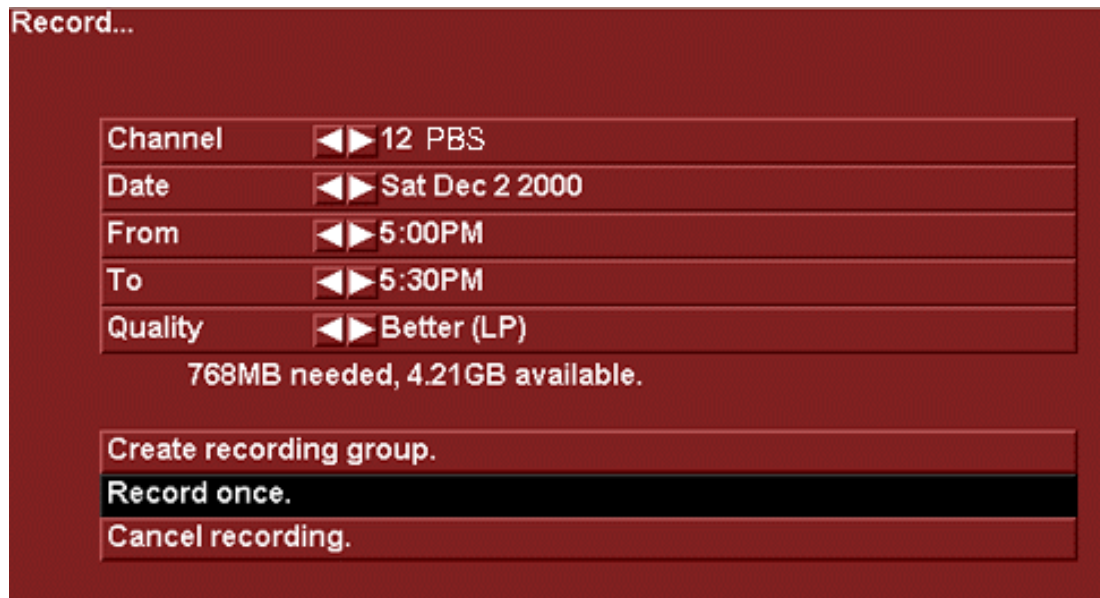 Record...
Channel 12 PBS
Date Sat Dec 2 2000
From 5:00PM
To 5:30PM
Quality Better (LP)
768MB needed, 4.21GB available.
Create recording group.
Record once.
Cancel recording.